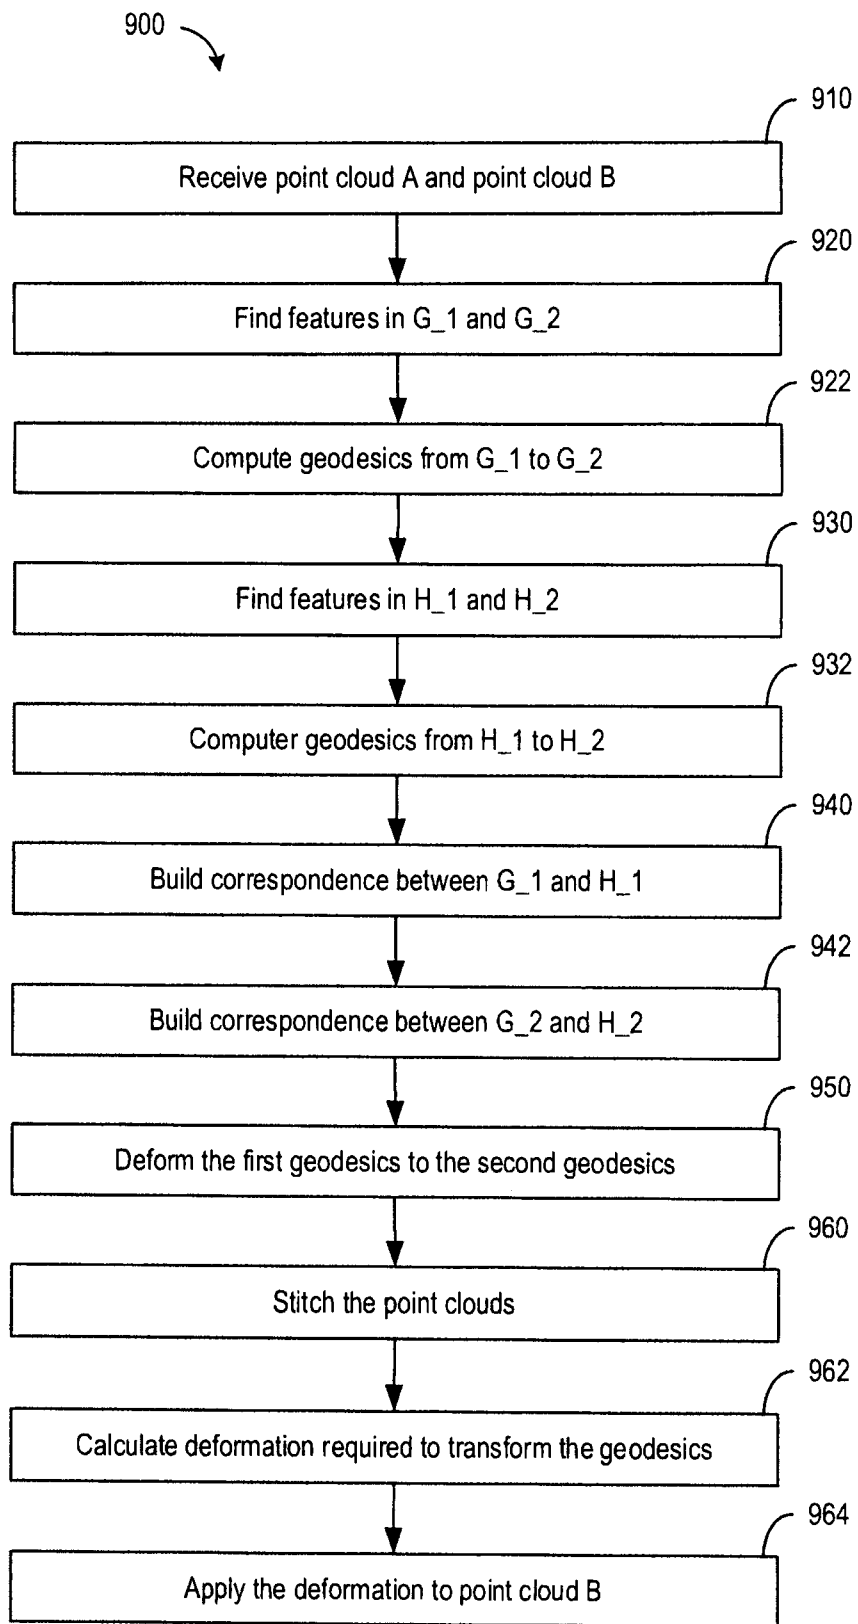 900
910
Receive point cloud A and point cloud B
920
Find features in G_1 and G_2
922
Compute geodesics from G_1 to G_2
930
Find features in H_1 and H_2
932
Computer geodesics from H_1 to H_2
940
Build correspondence between G_1 and H_1
942
Build correspondence between G_2 and H_2
950
Deform the first geodesics to the second geodesics
960
Stitch the point clouds
962
Calculate deformation required to transform the geodesics
964
Apply the deformation to point cloud B